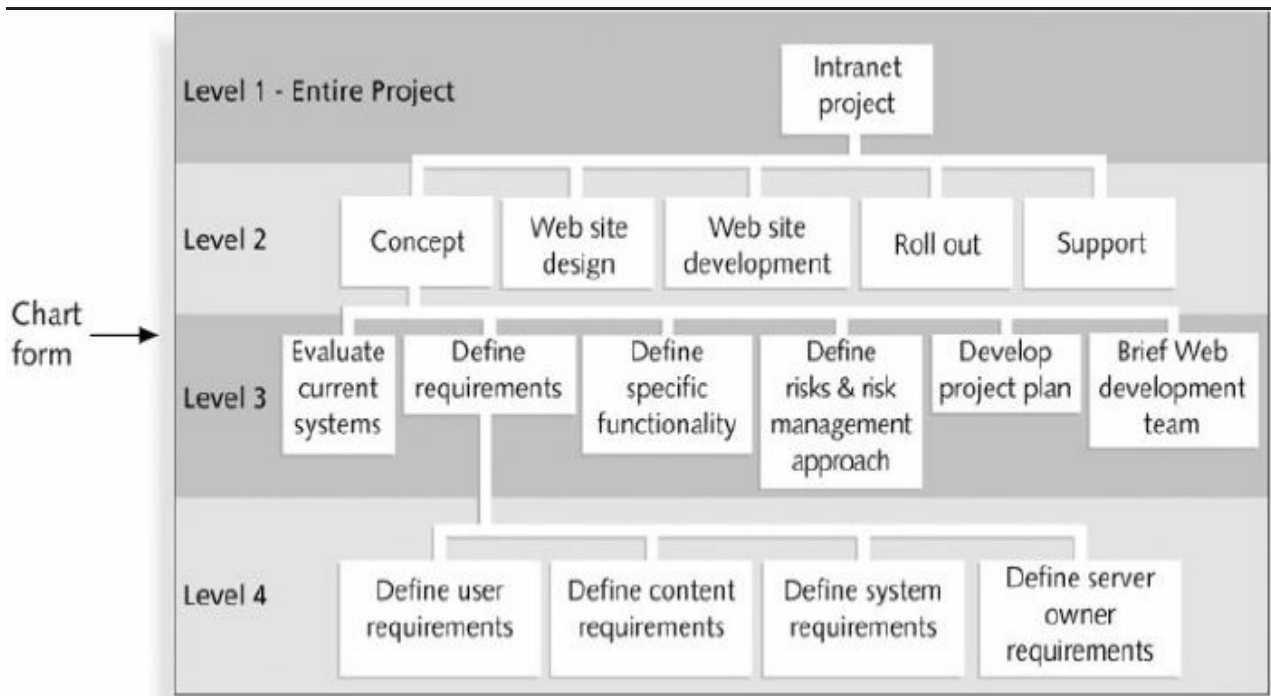 Chart
form
Level 1 - Entire Project
Intranet
project
Level 2
Concept
Web site
design
Web site
development
Roll out
Support
Level 3
Evaluate
current
systems
Define
requirements
Define
specific
functionality
Define
risks & risk
management
approach
Develop
project plan
Brief Web
development
team
Level 4
Define user
requirements
Define content
requirements
Define system
requirements
Define server
owner
requirements